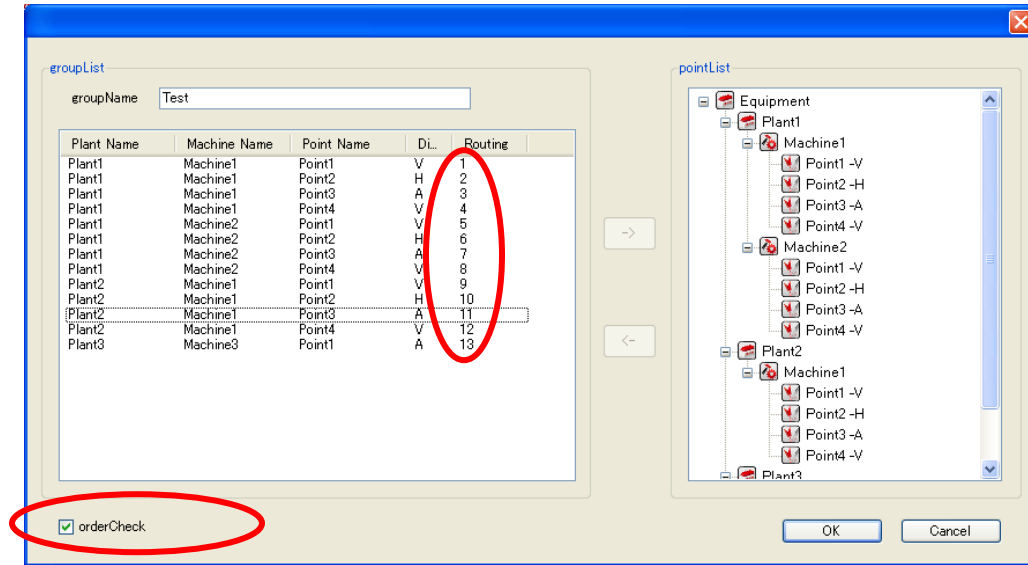 groupList
groupName Test
Plant Name Machine Name Point Name Di... Routing
Plant1 Machine1 Point1 V 1
Plant1 Machine1 Point2 H 2
Plant1 Machine1 Point3 A 3
Plant1 Machine1 Point4 V 4
Plant1 Machine2 Point1 V 5
Plant1 Machine2 Point2 H 6
Plant1 Machine2 Point3 A 7
Plant1 Machine2 Point4 V 8
Plant2 Machine1 Point1 V 9
Plant2 Machine1 Point2 H 10
Plant2 Machine1 Point3 A 11
Plant2 Machine1 Point4 V 12
Plant3 Machine3 Point1 A 13
->
<-
pointList
Equipment
Plant1
Machine1
Point1 -V
Point2 -H
Point3 -A
Point4 -V
Machine2
Point1 -V
Point2 -H
Point3 -A
Point4 -V
Plant2
Machine1
Point1 -V
Point2 -H
Point3 -A
Point4 -V
Plant3
orderCheck
OK Cancel